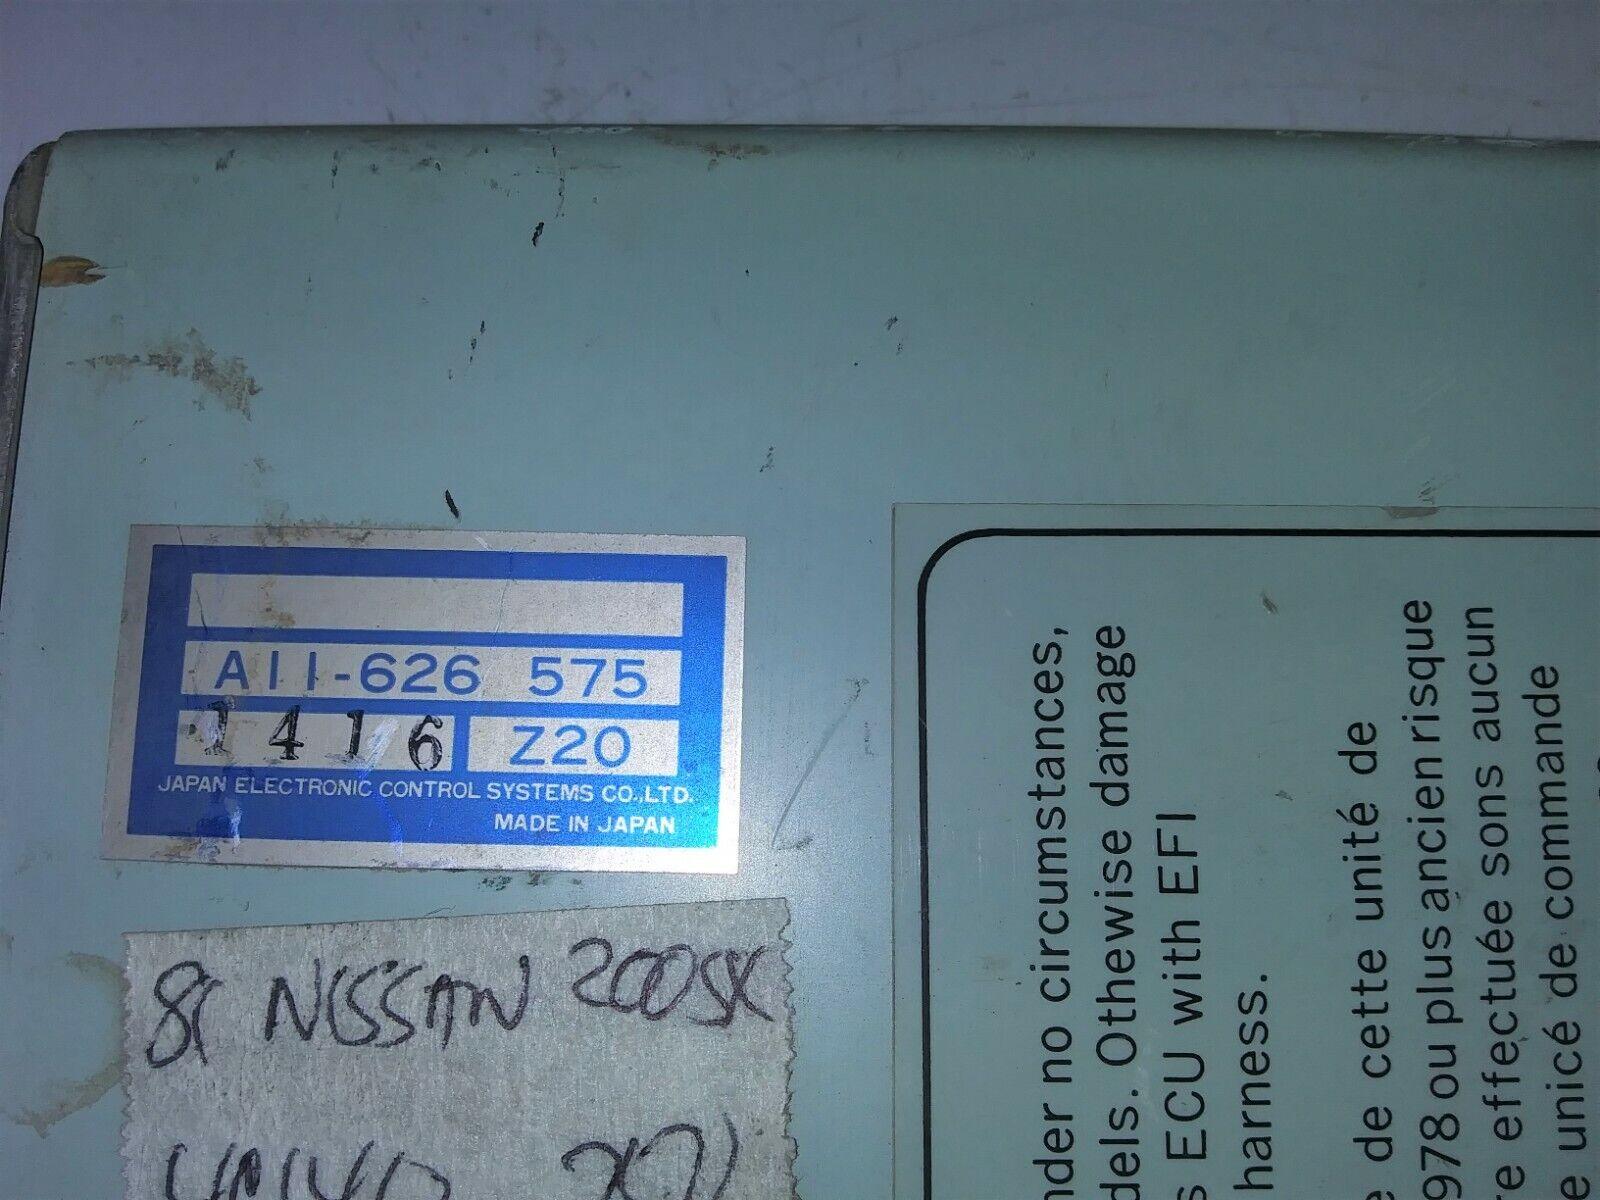 A11-626 575
1416 Z20
JAPAN ELECTRONIC CONTROL SYSTEMS CO.,LTD.
MADE IN JAPAN
NISSAN 200SX
nder no circumstances,
dels. Othewise damage
s ECU with EFI
harness.
de cette unité de
978 ou plus ancien risque
e effectuée sons aucun
e unicé de commande